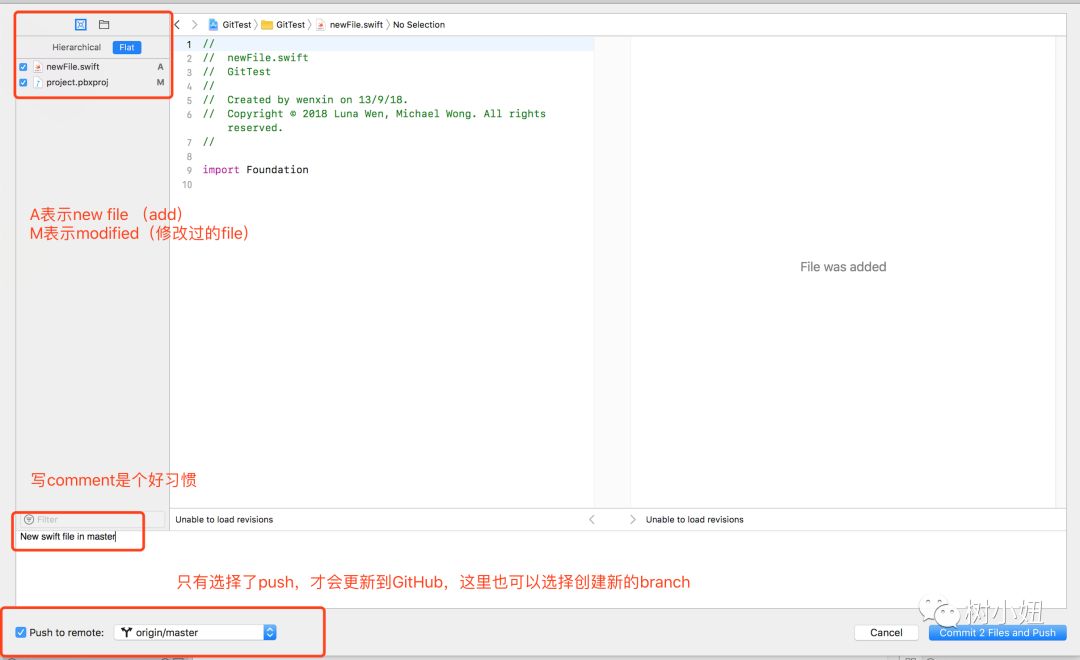 GitTest GitTest newFile.swift No Selection
Hierarchical Flat
newFile.swift A
project.pbxproj M
1 //
2 // newFile.swift
3 // GitTest
4 //
5 // Created by wenxin on 13/9/18.
6 // Copyright © 2018 Luna Wen, Michael Wong. All rights
reserved.
7 //
8
9 import Foundation
10
A表示new file （add）
M表示modified（修改过的file）
File was added
写comment是个好习惯
Filter
Unable to load revisions
Unable to load revisions
New swift file in master
只有选择了push，才会更新到GitHub，这里也可以选择创建新的branch
树小妞
Push to remote: origin/master
Cancel
Commit 2 Files and Push